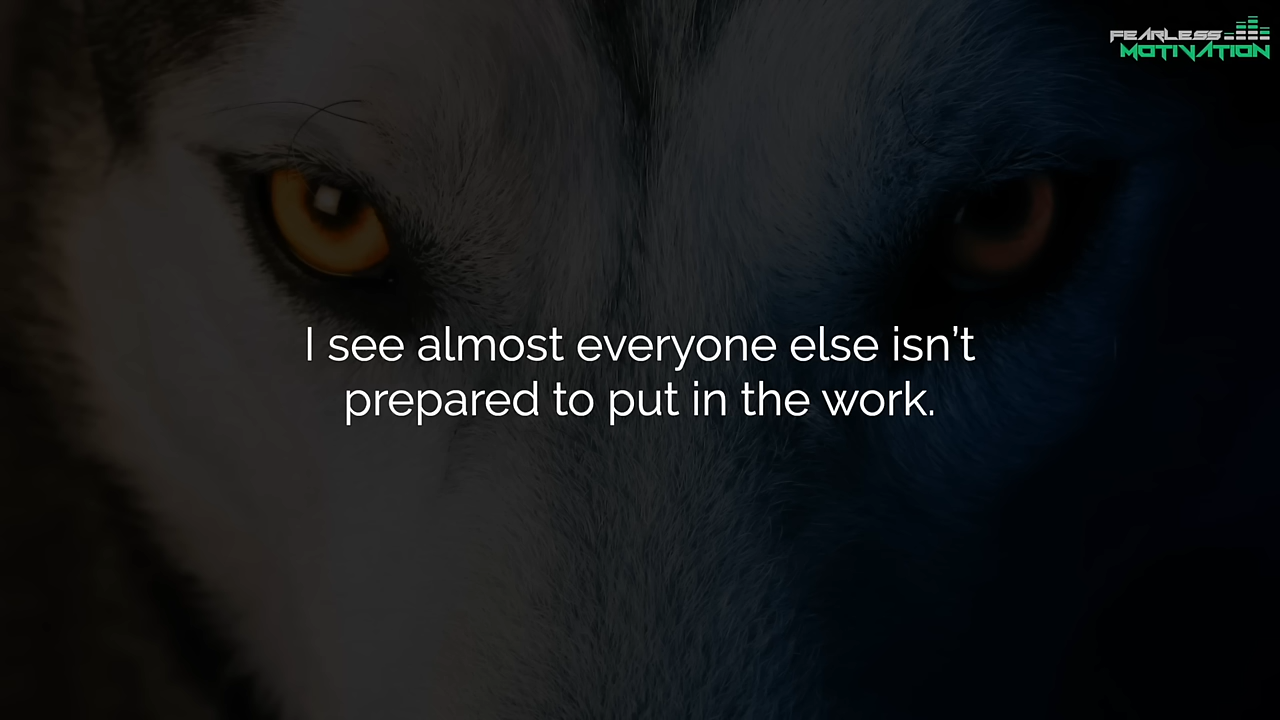 FEARLESS
MOTIVATION
I see almost everyone else isn’t
prepared to put in the work.